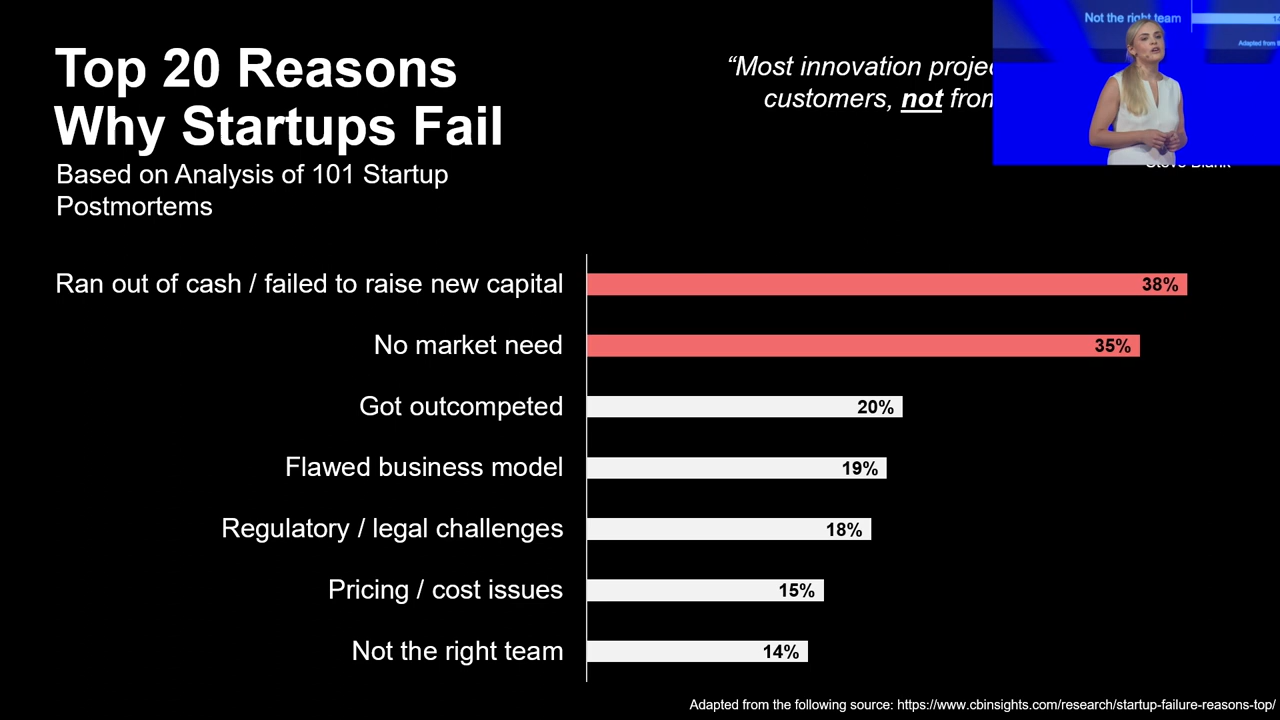 Top 20 Reasons
Why Startups Fail
Based on Analysis of 101 Startup
Postmortems
“Most innovation
customers, not
Not the right team
Adapted from
Ran out of cash / failed to raise new capital 38%
No market need 35%
Got outcompeted 20%
Flawed business model 19%
Regulatory / legal challenges 18%
Pricing / cost issues 15%
Not the right team 14%
Adapted from the following source: https://www.cbinsights.com/research/startup-failure-reasons-top/